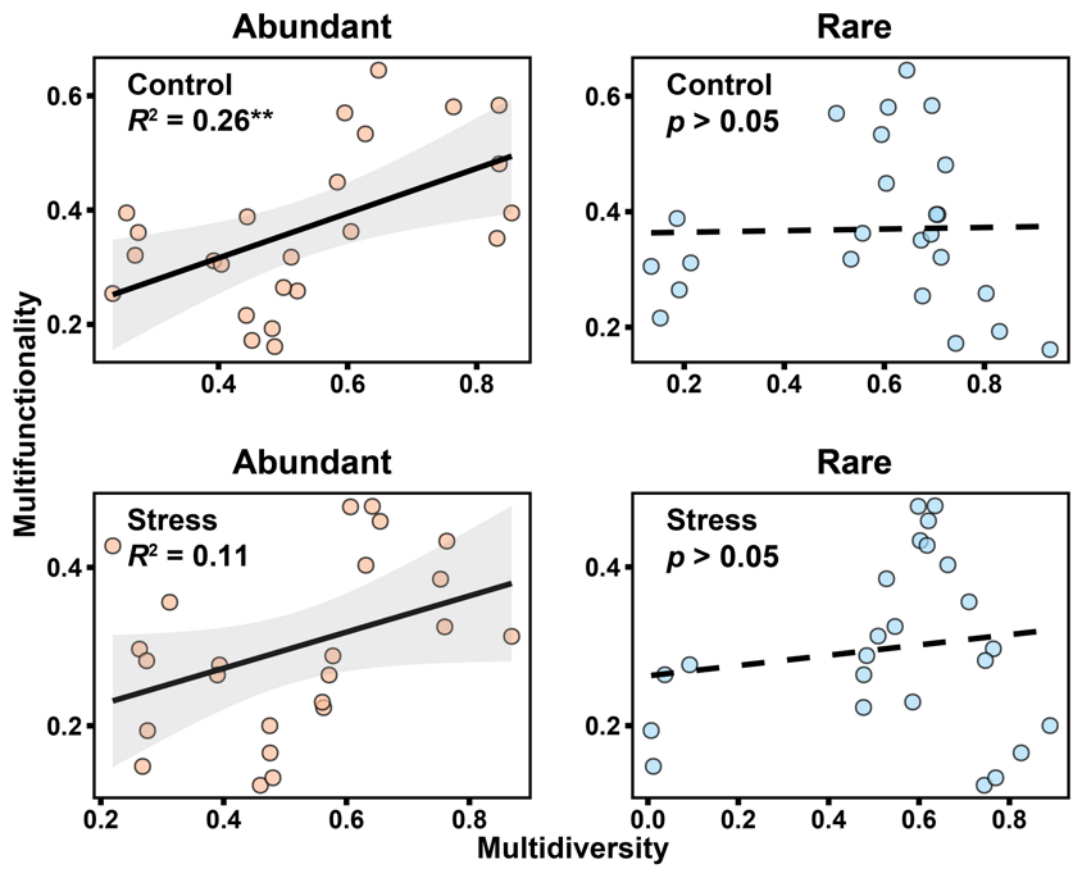 Abundant
Rare
Control
R² = 0.26**
Control
p > 0.05
0.6
0.4
0.2
0.6
0.4
0.2
0.4 0.6 0.8
0.2 0.4 0.6 0.8
Multifunctionality
Abundant
Rare
Stress
R² = 0.11
Stress
p > 0.05
0.4
0.2
0.4
0.2
0.2 0.4 0.6 0.8
0.0 0.2 0.4 0.6 0.8
Multidiversity